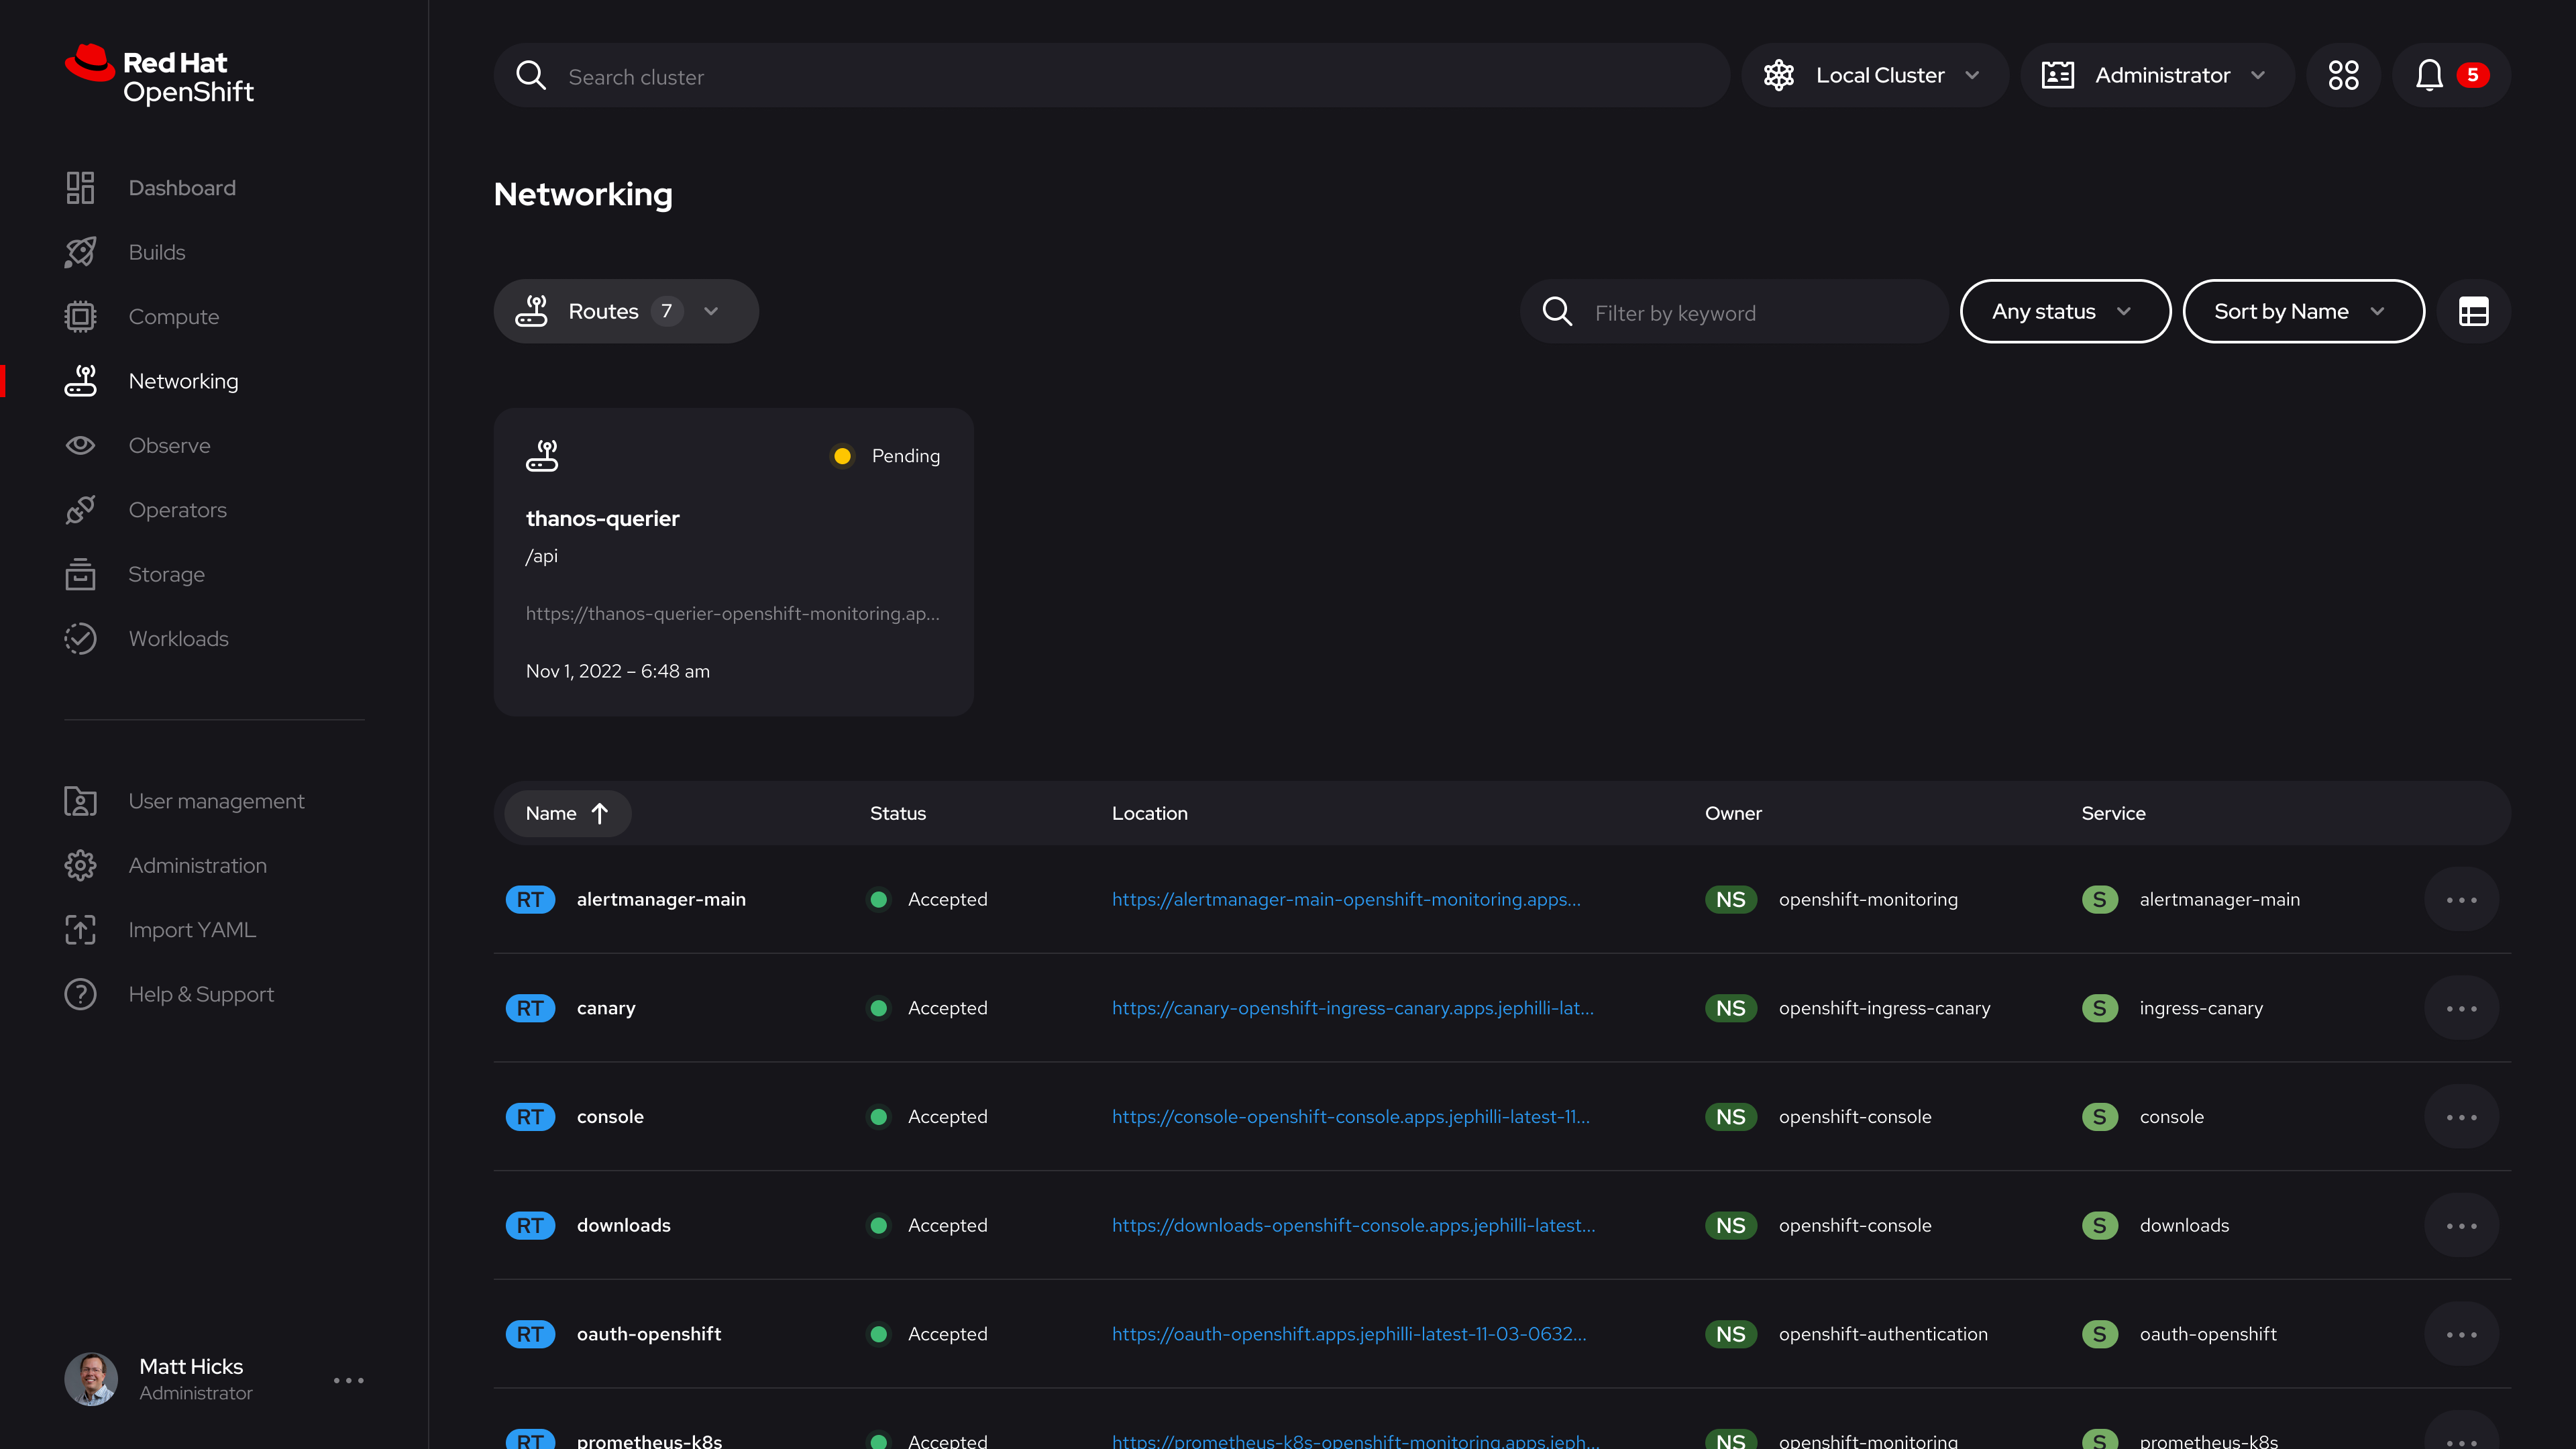 Red Hat
OpenShift
Dashboard
Builds
Compute
Networking
Observe
Operators
Storage
Workloads
User management
Administration
Import YAML
Help & Support
Matt Hicks
Administrator
Search cluster
Local Cluster
Administrator
5
Networking
Routes 7
Filter by keyword
Any status
Sort by Name
Pending
thanos-querier
/api
https://thanos-querier-openshift-monitoring.ap...
Nov 1, 2022 – 6:48 am
Name Status Location Owner Service
RT alertmanager-main Accepted https://alertmanager-main-openshift-monitoring.apps... NS openshift-monitoring S alertmanager-main
RT canary Accepted https://canary-openshift-ingress-canary.apps.jephilli-lat... NS openshift-ingress-canary S ingress-canary
RT console Accepted https://console-openshift-console.apps.jephilli-latest-11... NS openshift-console S console
RT downloads Accepted https://downloads-openshift-console.apps.jephilli-latest... NS openshift-console S downloads
RT oauth-openshift Accepted https://oauth-openshift.apps.jephilli-latest-11-03-0632... NS openshift-authentication S oauth-openshift
RT prometheus-k8s Accepted https://prometheus-k8s-openshift-monitoring.apps.jeph... NS openshift-monitoring S prometheus-k8s